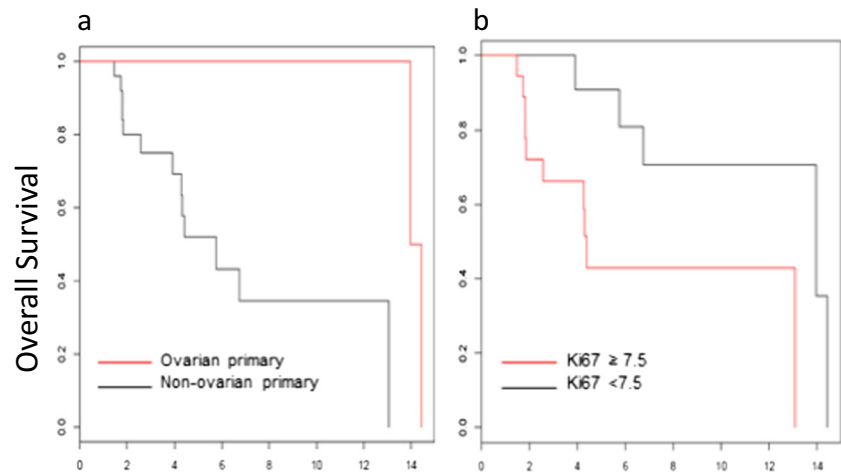 a
b
Overall Survival
1.0
0.8
0.6
0.4
0.2
0.0
Ovarian primary
Non-ovarian primary
0 2 4 6 8 10 12 14
1.0
0.8
0.6
0.4
0.2
0.0
Ki67 ≥ 7.5
Ki67 <7.5
0 2 4 6 8 10 12 14